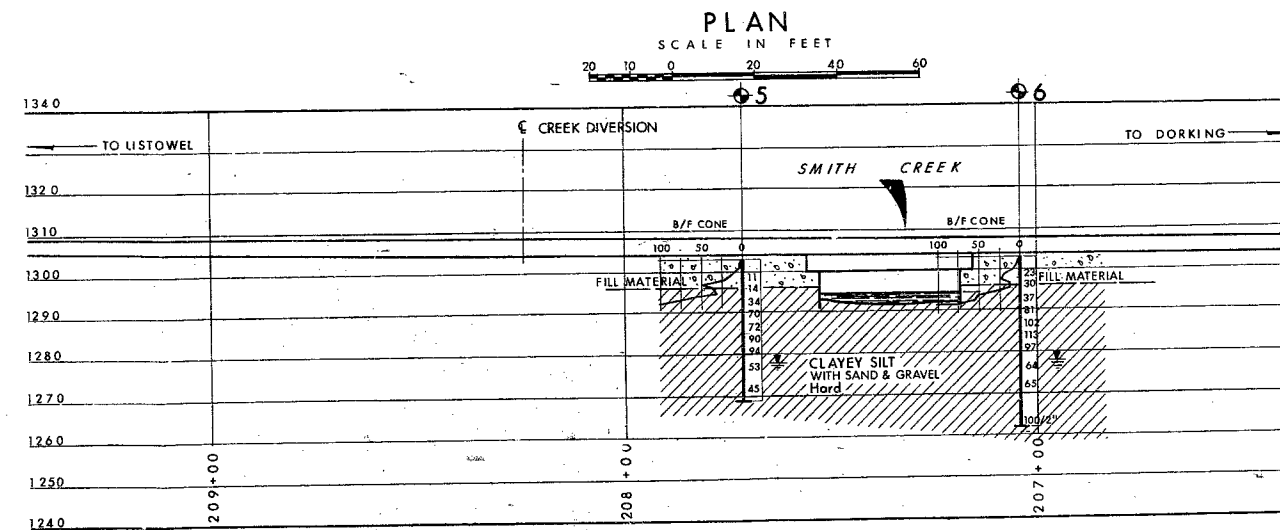 PLAN
SCALE IN FEET
20 10 0 20 40 60
5
6
1340
℄ CREEK DIVERSION
TO LISTOWEL
TO DORKING
SMITH CREEK
1320
B/F CONE
B/F CONE
1310
100 50 0
100 50 0
1300
FILL MATERIAL
FILL MATERIAL
11
14
34
70
72
90
94
53
45
23
30
37
81
102
113
97
64
65
100/2"
1290
1280
CLAYEY SILT
WITH SAND & GRAVEL
Hard
1270
1260
1250
1240
209+00
208+00
207+00